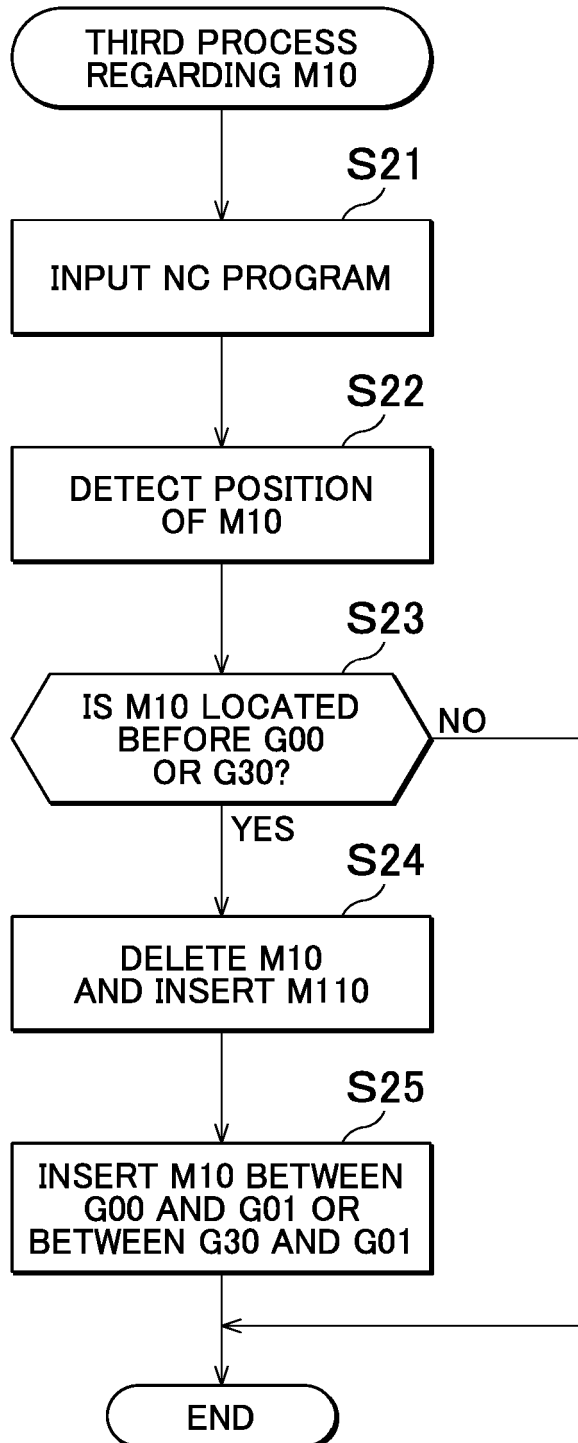 THIRD PROCESS
REGARDING M10
S21
INPUT NC PROGRAM
S22
DETECT POSITION
OF M10
S23
IS M10 LOCATED
BEFORE G00
OR G30?
NO
YES
S24
DELETE M10
AND INSERT M110
S25
INSERT M10 BETWEEN
G00 AND G01 OR
BETWEEN G30 AND G01
END